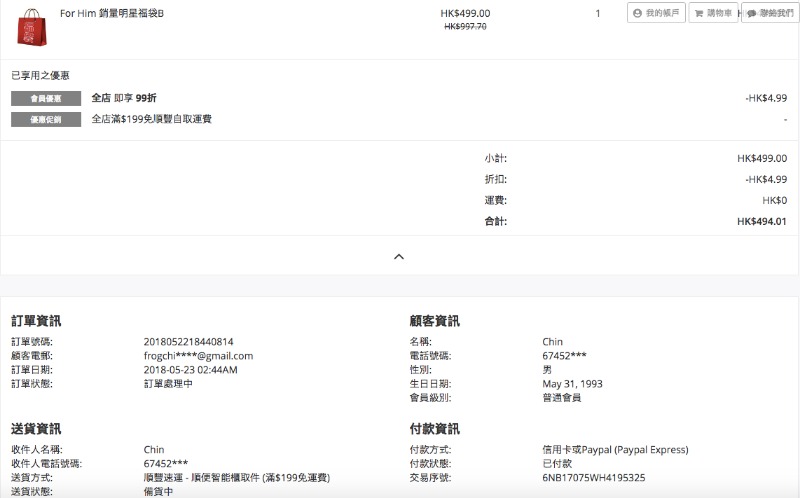 For Him 銷量明星福袋B
HK$499.00
HK$997.70
1
我的帳戶
購物車
聯絡我們
已享用之優惠
會員優惠 全店 即享 99折 -HK$4.99
優惠促銷 全店滿$199免順豐自取運費 -
小計: HK$499.00
折扣: -HK$4.99
運費: HK$0
合計: HK$494.01
訂單資訊
訂單號碼: 2018052218440814
顧客電郵: frogchi****@gmail.com
訂單日期: 2018-05-23 02:44AM
訂單狀態: 訂單處理中
顧客資訊
名稱: Chin
電話號碼: 67452***
性別: 男
生日日期: May 31, 1993
會員級別: 普通會員
送貨資訊
收件人名稱: Chin
收件人電話號碼: 67452***
送貨方式: 順豐速運 - 順便智能櫃取件 (滿$199免運費)
送貨狀態: 備貨中
付款資訊
付款方式: 信用卡或Paypal (Paypal Express)
付款狀態: 已付款
交易序號: 6NB17075WH4195325